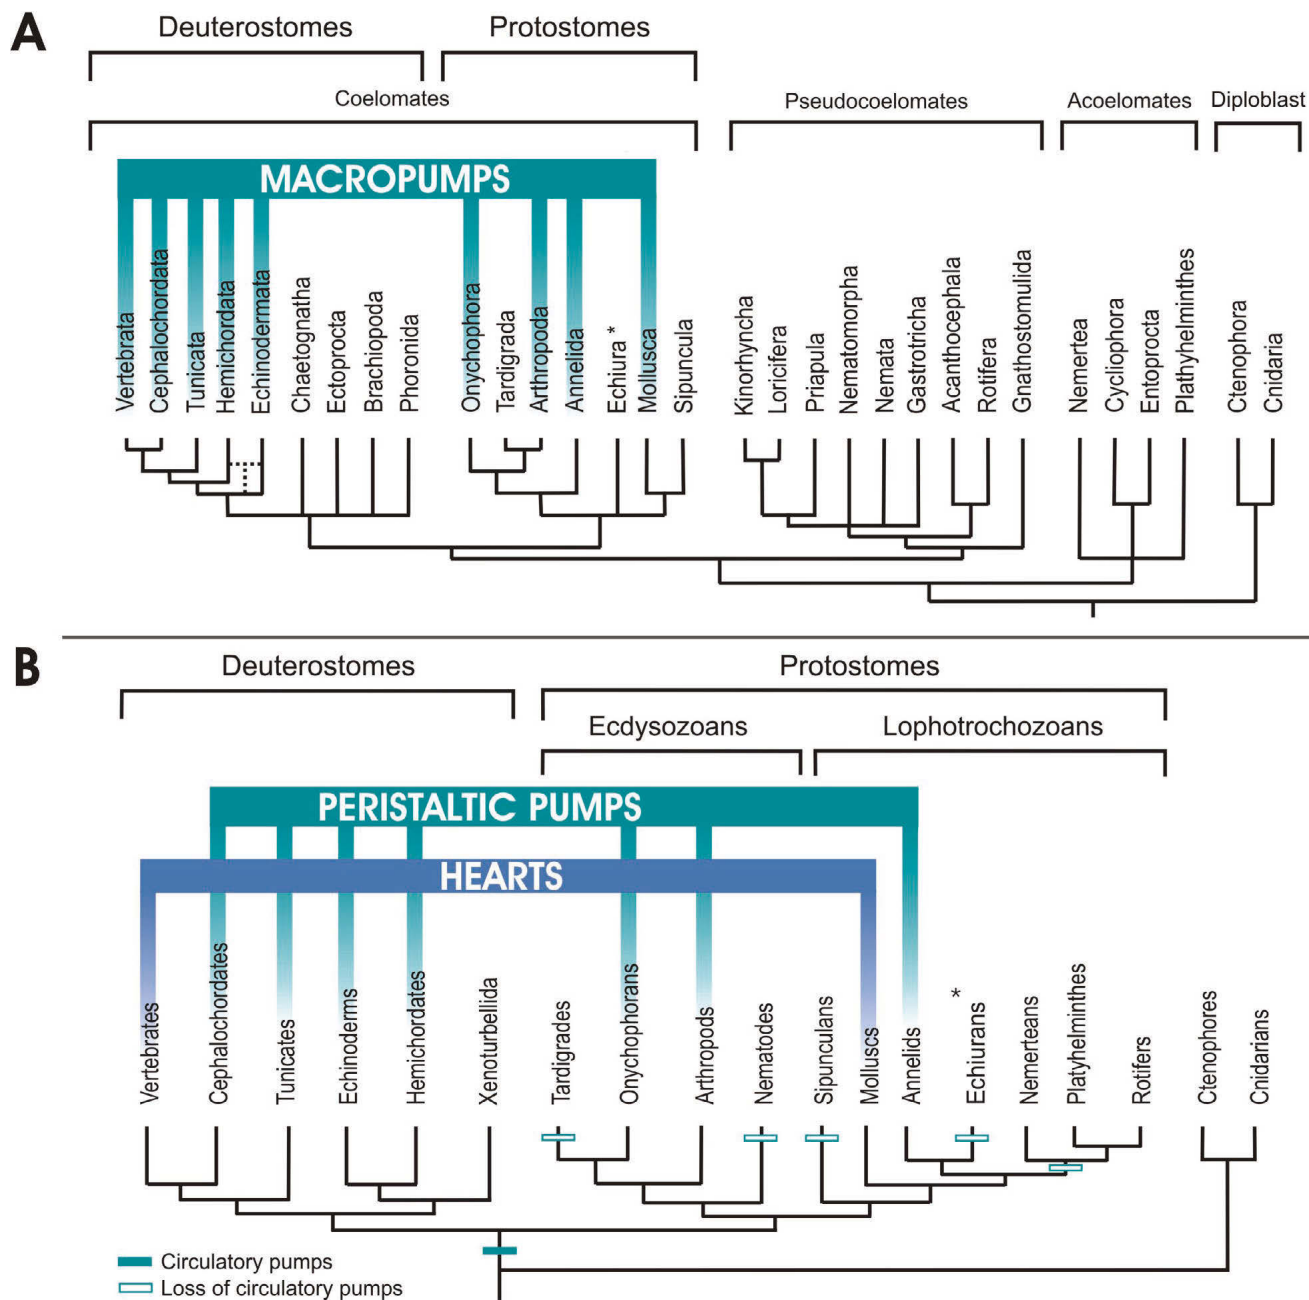 A
Deuterostomes
Protostomes
Coelomates
Pseudocoelomates
Acoelomates
Diploblast
MACROPUMPS
Vertebrata
Cephalochordata
Tunicata
Hemichordata
Echinodermata
Chaetognatha
Ectoprocta
Brachiopoda
Phoronida
Onychophora
Tardigrada
Arthropoda
Annelida
Echiura *
Mollusca
Sipuncula
Kinorhyncha
Loricifera
Priapula
Nematomorpha
Nemata
Gastrotricha
Acanthocephala
Rotifera
Gnathostomulida
Nemertea
Cycliophora
Entoprocta
Plathyhelminthes
Ctenophora
Cnidaria
B
Deuterostomes
Protostomes
Ecdysozoans
Lophotrochozoans
PERISTALTIC PUMPS
HEARTS
Vertebrates
Cephalochordates
Tunicates
Echinoderms
Hemichordates
Xenoturbellida
Tardigrades
Onychophorans
Arthropods
Nematodes
Sipunculans
Molluscs
Annelids
*
Echiurans
Nemerteans
Platyhelminthes
Rotifers
Ctenophores
Cnidarians
Circulatory pumps
Loss of circulatory pumps